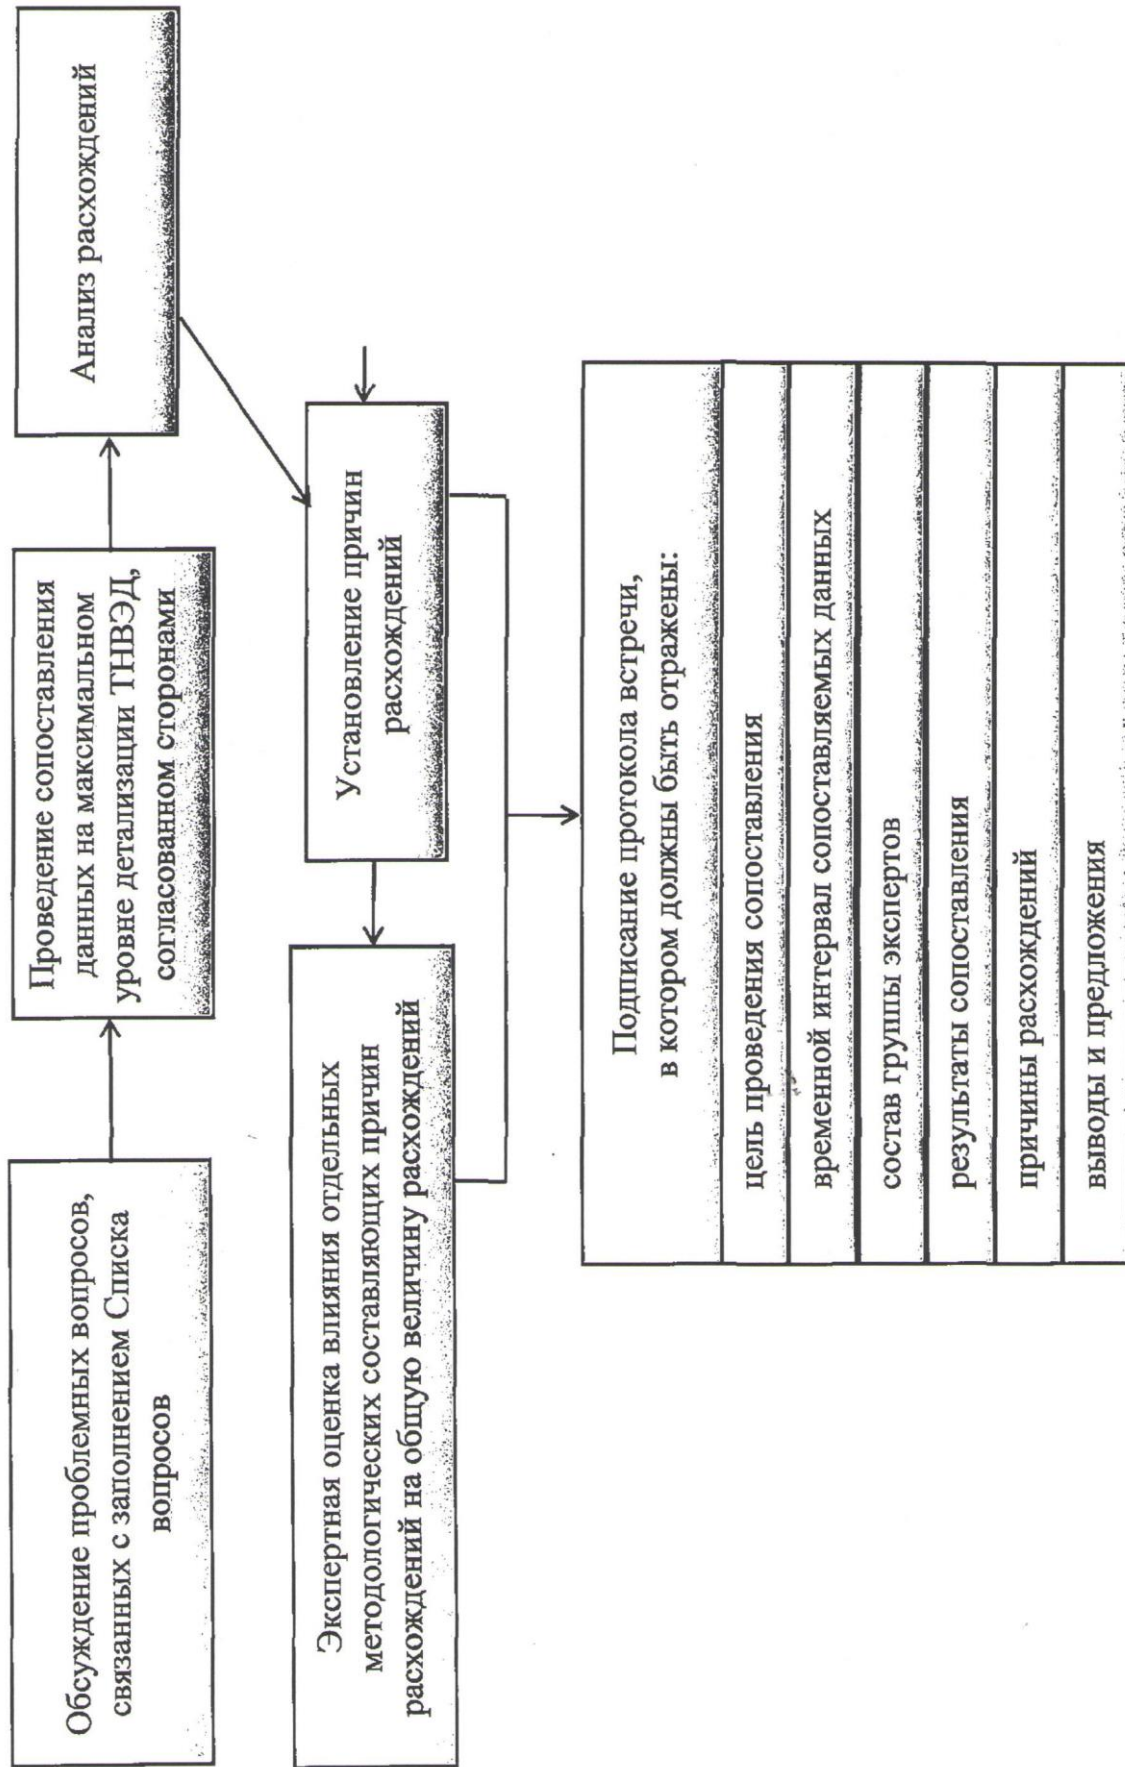 Обсуждение проблемных вопросов,
связанных с заполнением Списка
вопросов
Проведение сопоставления
данных на максимальном
уровне детализации ТНВЭД,
согласованном сторонами
Анализ расхождений
Экспертная оценка влияния отдельных
методологических составляющих причин
расхождений на общую величину расхождений
Установление причин
расхождений
Подписание протокола встречи,
в котором должны быть отражены:
цель проведения сопоставления
временной интервал сопоставляемых данных
состав группы экспертов
результаты сопоставления
причины расхождений
выводы и предложения